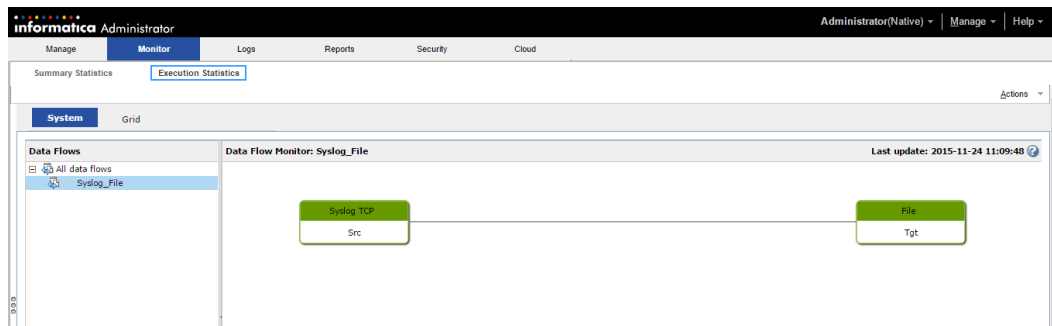 informatica Administrator
Administrator(Native) Manage Help
Manage Monitor Logs Reports Security Cloud
Summary Statistics Execution Statistics
Actions
System Grid
Data Flows
Data Flow Monitor: Syslog_File Last update: 2015-11-24 11:09:48
All data flows
Syslog_File
Syslog TCP File
Src Tgt